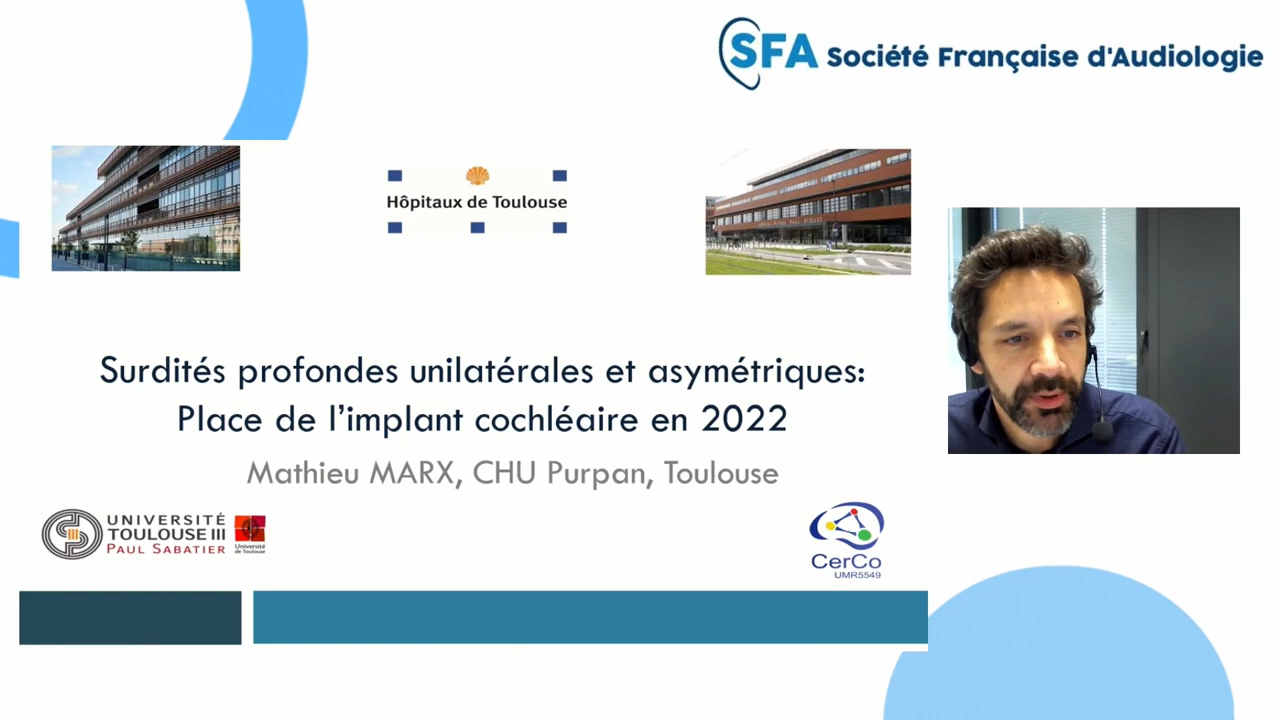 SFA Société Française d'Audiologie
Hôpitaux de Toulouse
Surdités profondes unilatérales et asymétriques:
Place de l'implant cochléaire en 2022
Mathieu MARX, CHU Purpan, Toulouse
UNIVERSITÉ
TOULOUSE III
PAUL SABATIER
Université
de Toulouse
CerCo
UMR5549